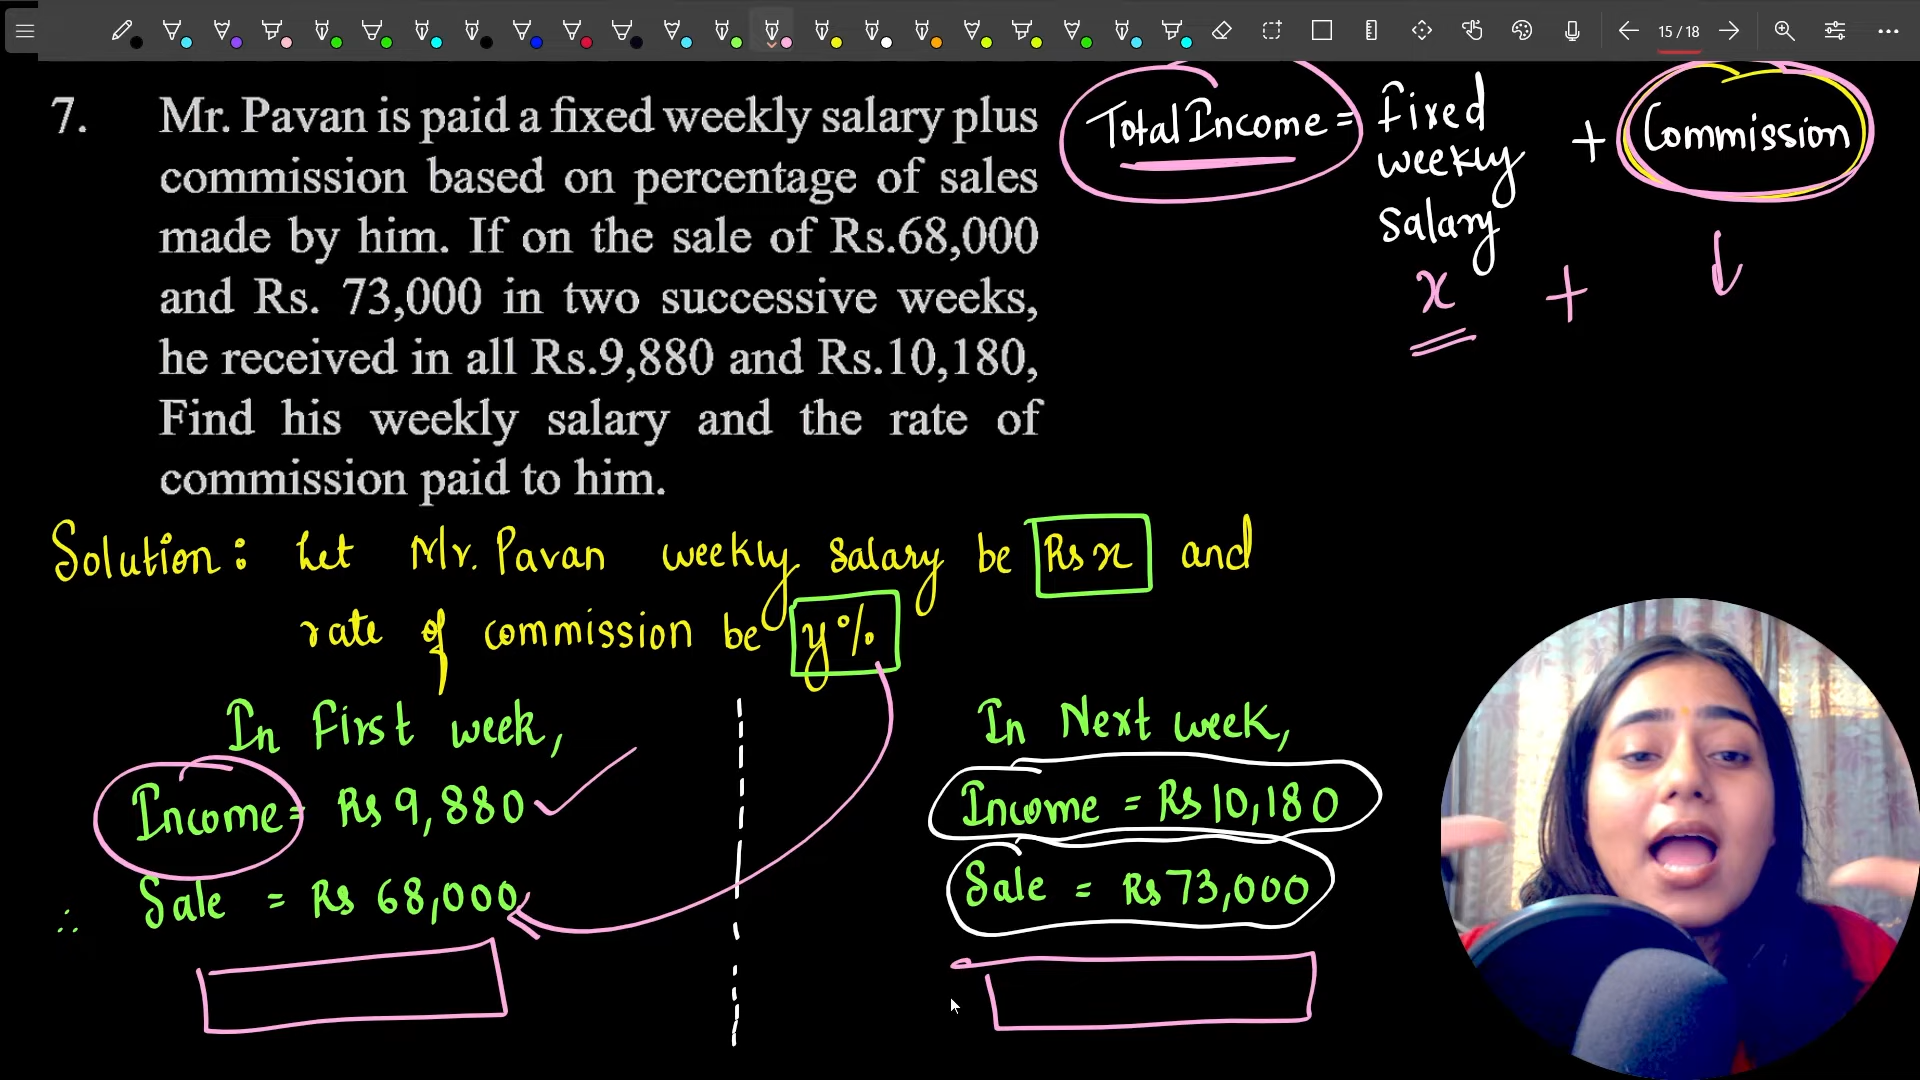 15/18
7. Mr. Pavan is paid a fixed weekly salary plus
commission based on percentage of sales
made by him. If on the sale of Rs.68,000
and Rs. 73,000 in two successive weeks,
he received in all Rs.9,880 and Rs.10,180,
Find his weekly salary and the rate of
commission paid to him.
Total Income = Fixed weekly Salary + Commission
x +
Solution: Let Mr. Pavan weekly salary be Rs x and
rate of commission be y%
In First week,
Income = Rs 9,880
∴ Sale = Rs 68,000
In Next week,
Income = Rs 10,180
Sale = Rs 73,000